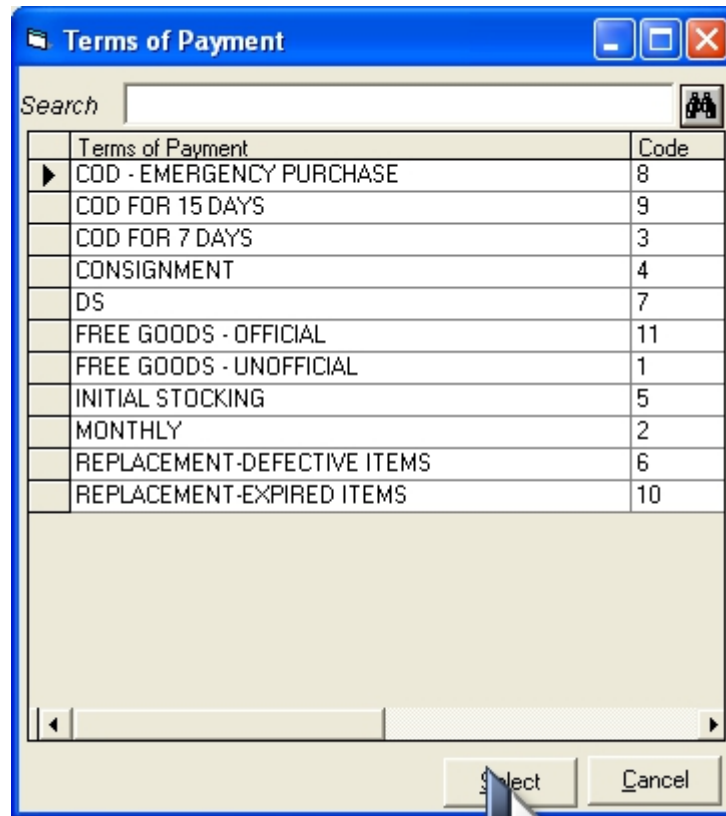 Terms of Payment
Search
Terms of Payment Code
COD - EMERGENCY PURCHASE 8
COD FOR 15 DAYS 9
COD FOR 7 DAYS 3
CONSIGNMENT 4
DS 7
FREE GOODS - OFFICIAL 11
FREE GOODS - UNOFFICIAL 1
INITIAL STOCKING 5
MONTHLY 2
REPLACEMENT-DEFECTIVE ITEMS 6
REPLACEMENT-EXPIRED ITEMS 10
Select Cancel